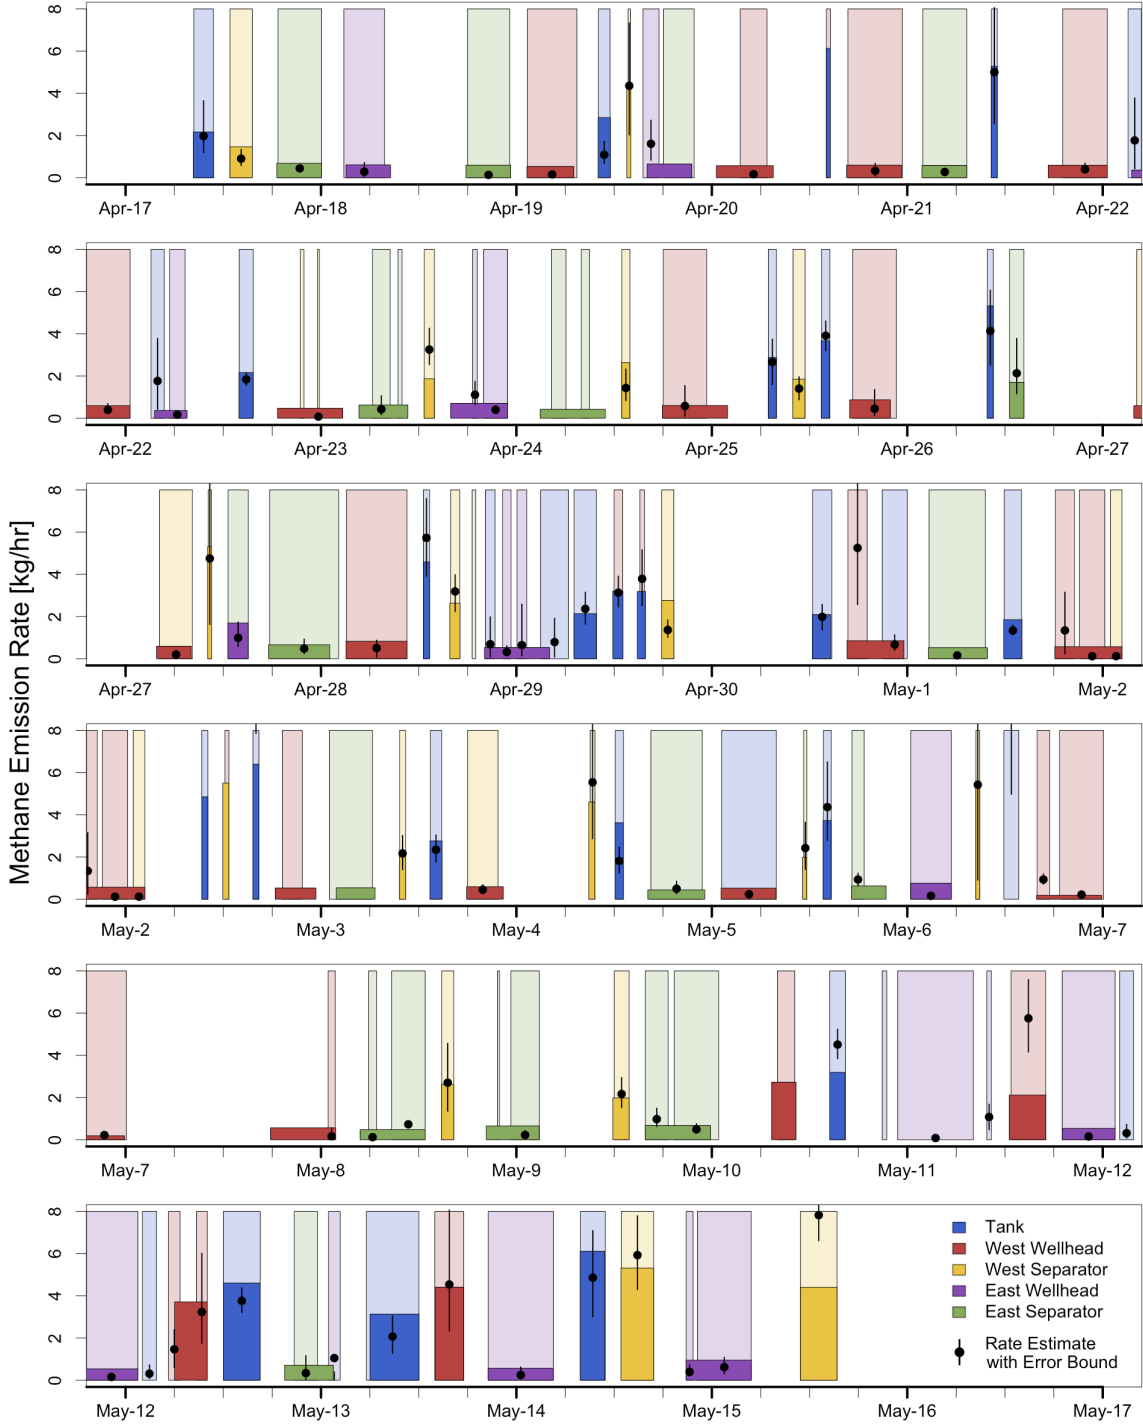 Methane Emission Rate [kg/hr]
8
6
4
2
0
Apr-17 Apr-18 Apr-19 Apr-20 Apr-21 Apr-22
8
6
4
2
0
Apr-22 Apr-23 Apr-24 Apr-25 Apr-26 Apr-27
8
6
4
2
0
Apr-27 Apr-28 Apr-29 Apr-30 May-1 May-2
8
6
4
2
0
May-2 May-3 May-4 May-5 May-6 May-7
8
6
4
2
0
May-7 May-8 May-9 May-10 May-11 May-12
8
6
4
2
0
Tank
West Wellhead
West Separator
East Wellhead
East Separator
Rate Estimate
with Error Bound
May-12 May-13 May-14 May-15 May-16 May-17